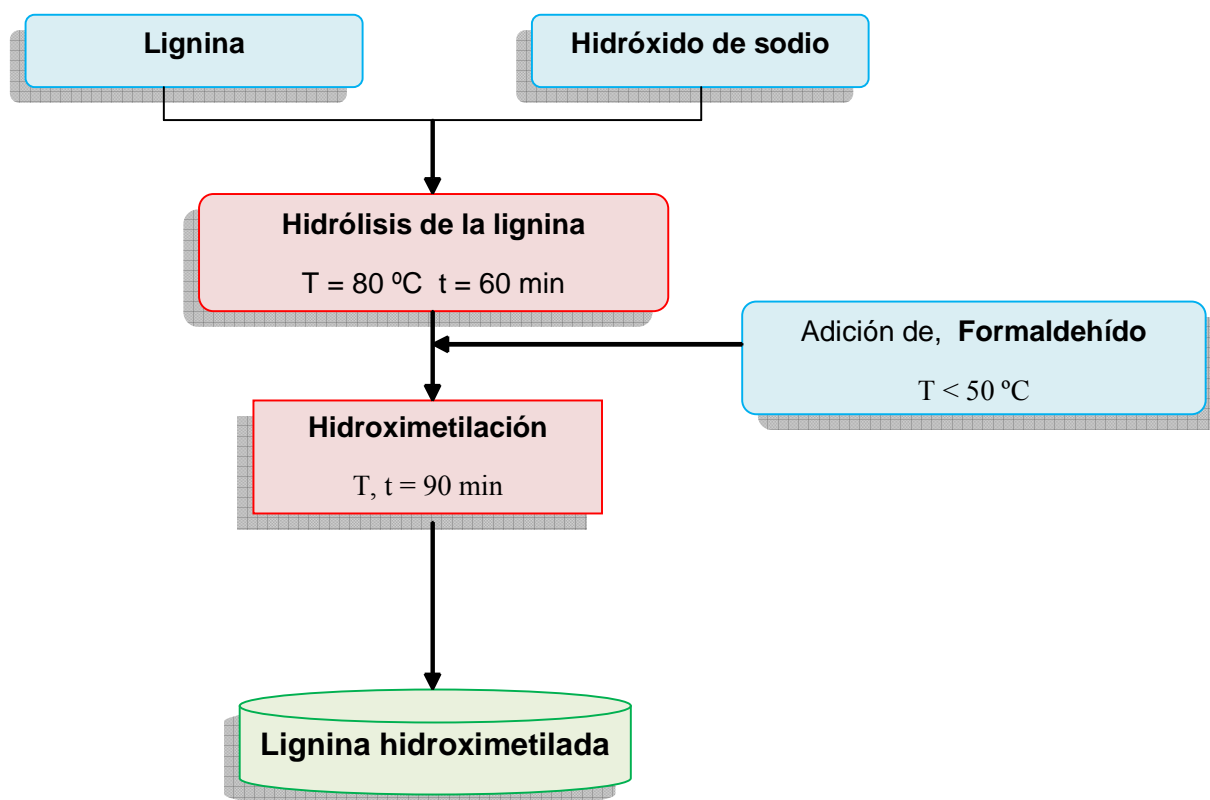 Lignina
Hidróxido de sodio
Hidrólisis de la lignina
T = 80 ºC t = 60 min
Adición de, Formaldehído
T < 50 ºC
Hidroximetilación
T, t = 90 min
Lignina hidroximetilada